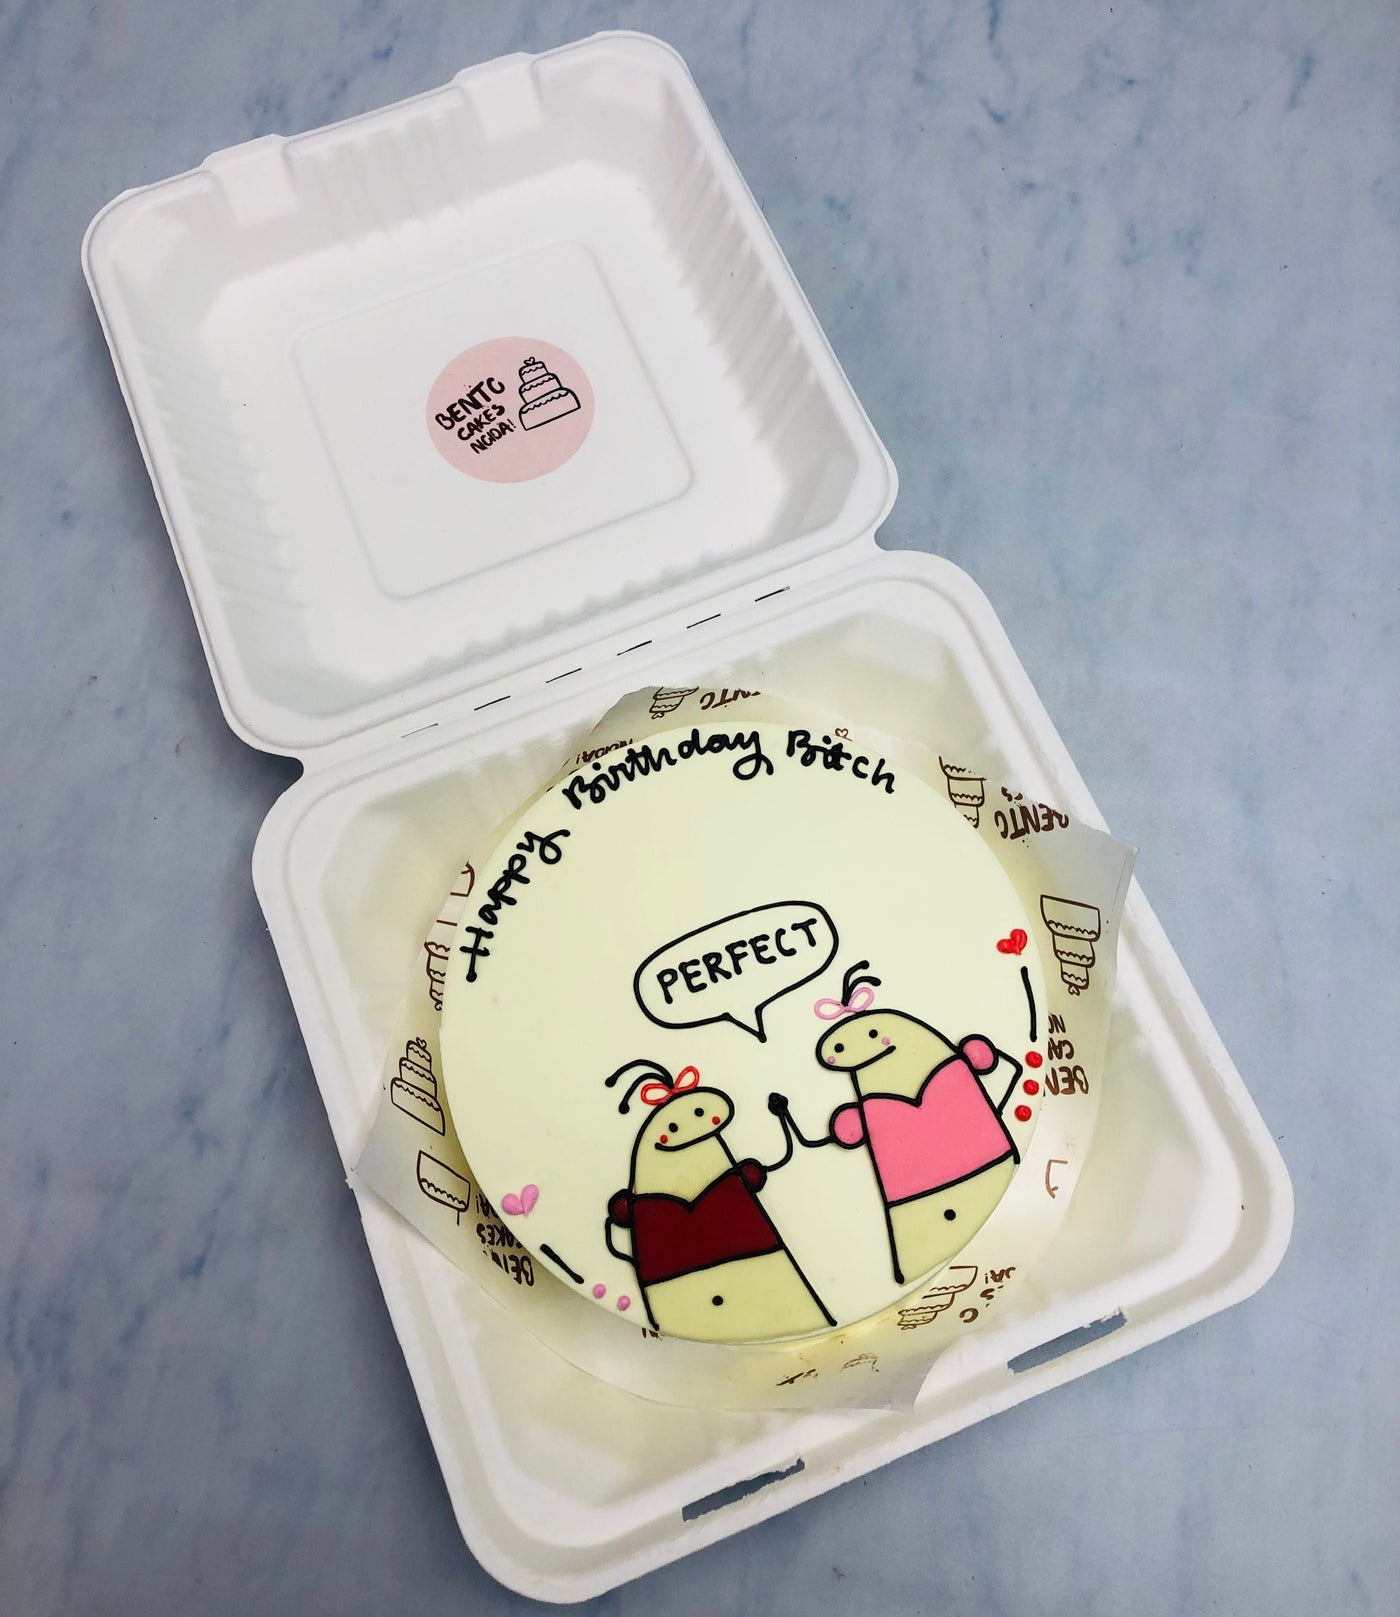 BENTO
CAKES
NOIDA!
Happy Birthday Bitch
PERFECT